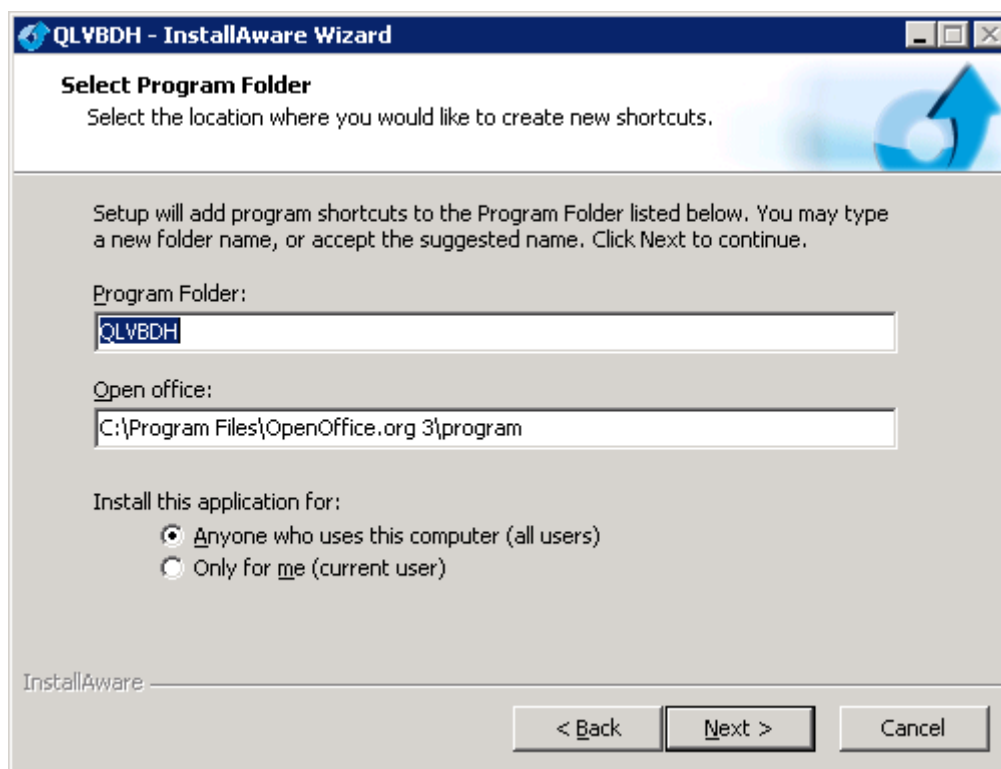 QLVBDH - InstallAware Wizard
Select Program Folder
Select the location where you would like to create new shortcuts.
Setup will add program shortcuts to the Program Folder listed below. You may type
a new folder name, or accept the suggested name. Click Next to continue.
Program Folder:
QLVBDH
Open office:
C:\Program Files\OpenOffice.org 3\program
Install this application for:
Anyone who uses this computer (all users)
Only for me (current user)
InstallAware
< Back Next > Cancel